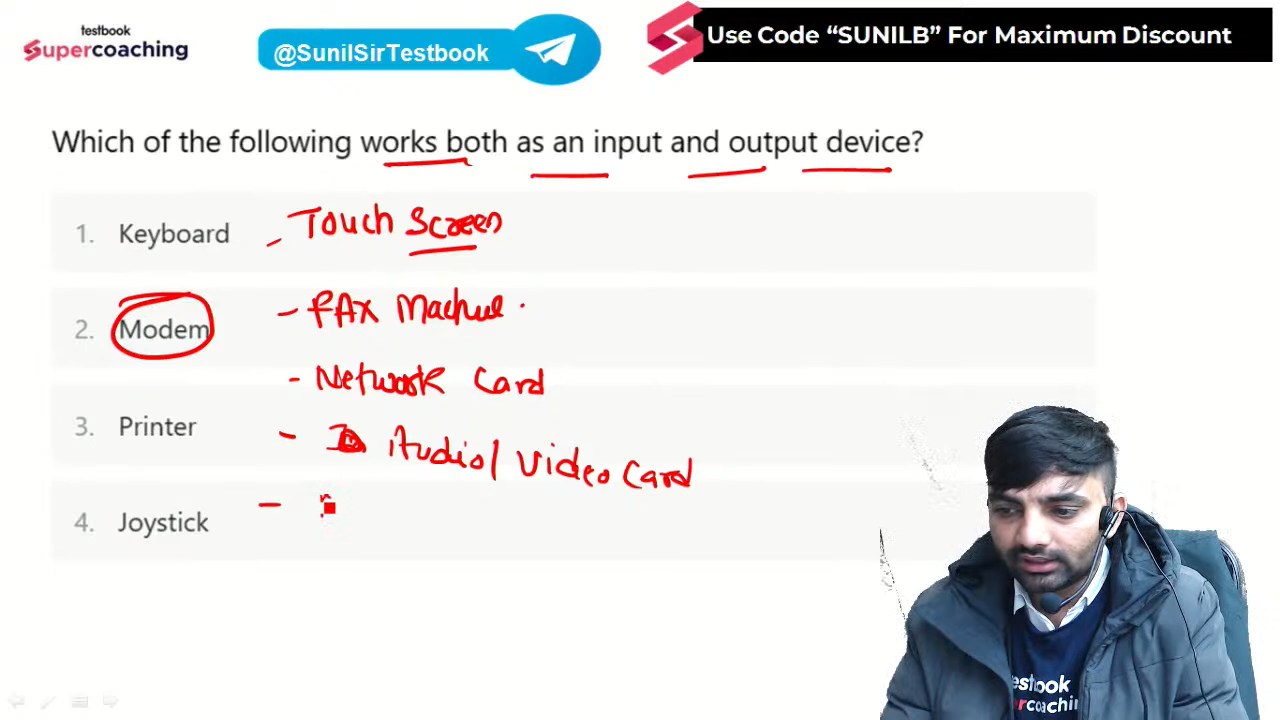 testbook
Supercoaching
@SunilSirTestbook
Use Code “SUNILB” For Maximum Discount
Which of the following works both as an input and output device?
1. Keyboard
- Touch Screen
2. Modem
- FAX Machine
- Network Card
3. Printer
- Audio/Video Card
4. Joystick
-
testbook